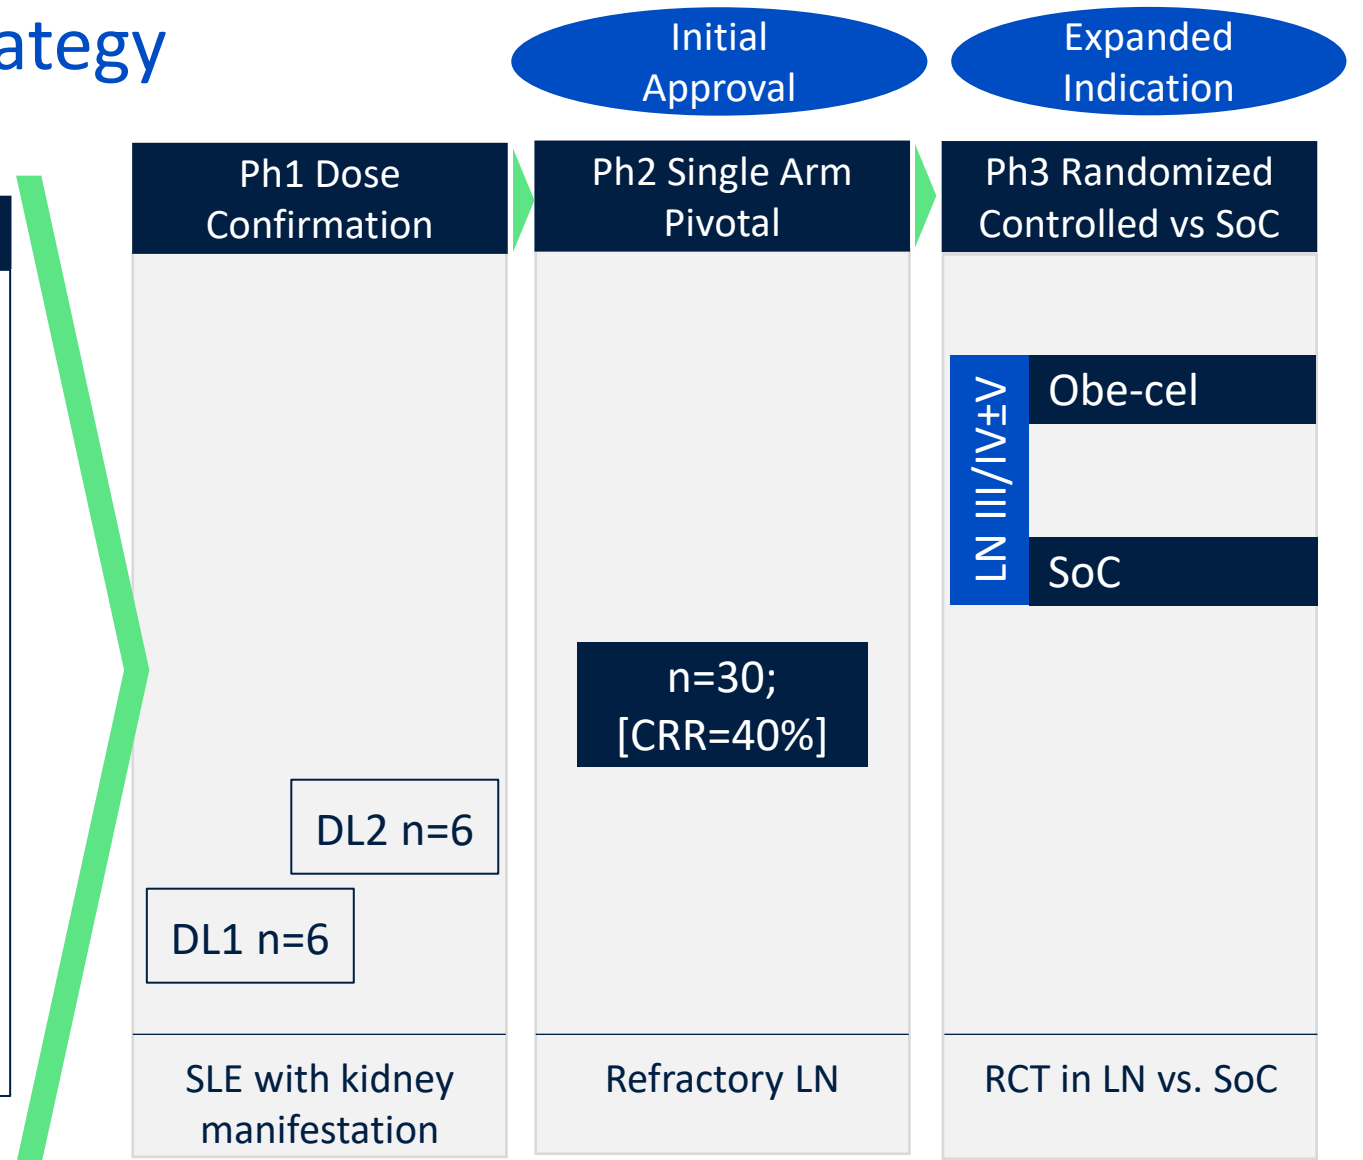 ategy
Initial
Approval
Expanded
Indication
Ph1 Dose
Confirmation
Ph2 Single Arm
Pivotal
Ph3 Randomized
Controlled vs SoC
LN III/IV±V
Obe-cel
SoC
n=30;
[CRR=40%]
DL2 n=6
DL1 n=6
SLE with kidney
manifestation
Refractory LN
RCT in LN vs. SoC